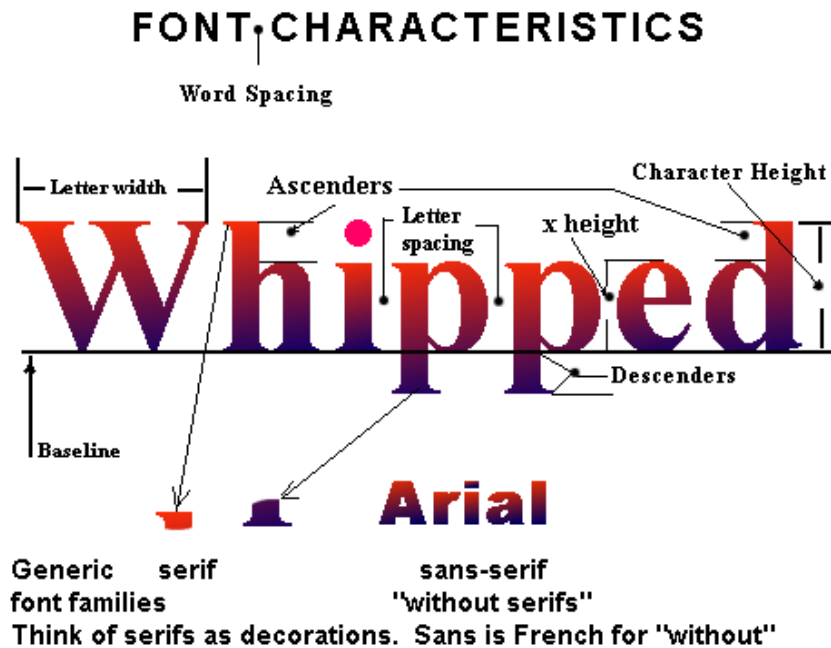 FONT CHARACTERISTICS
Word Spacing
Letter width
Ascenders
Character Height
Letter
spacing
x height
Whipped
Descenders
Baseline
Arial
Generic serif sans-serif
font families "without serifs"
Think of serifs as decorations. Sans is French for "without"